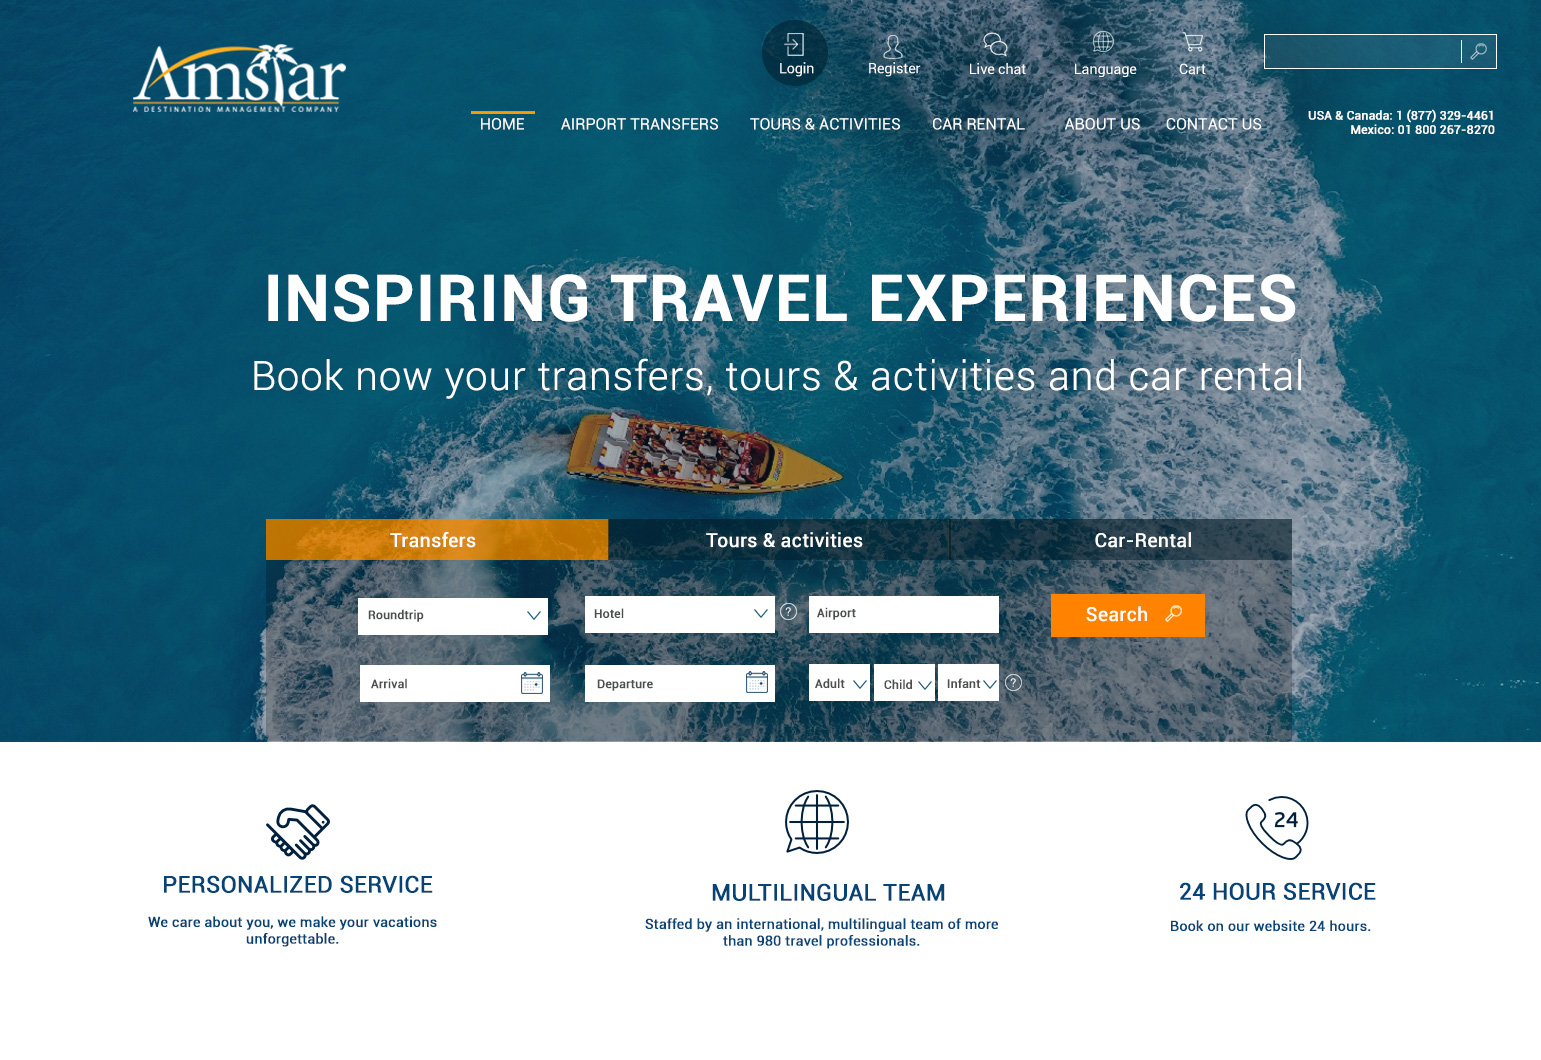 Amstar
A DESTINATION MANAGEMENT COMPANY
Login
Register
Live chat
Language
Cart
HOME
AIRPORT TRANSFERS
TOURS & ACTIVITIES
CAR RENTAL
ABOUT US
CONTACT US
USA & Canada: 1 (877) 329-4461
Mexico: 01 800 267-8270
INSPIRING TRAVEL EXPERIENCES
Book now your transfers, tours & activities and car rental
Transfers
Tours & activities
Car-Rental
Roundtrip
Hotel
?
Airport
Search
Arrival
Departure
Adult
Child
Infant
?
24
PERSONALIZED SERVICE
We care about you, we make your vacations
unforgettable.
MULTILINGUAL TEAM
Staffed by an international, multilingual team of more
than 980 travel professionals.
24 HOUR SERVICE
Book on our website 24 hours.